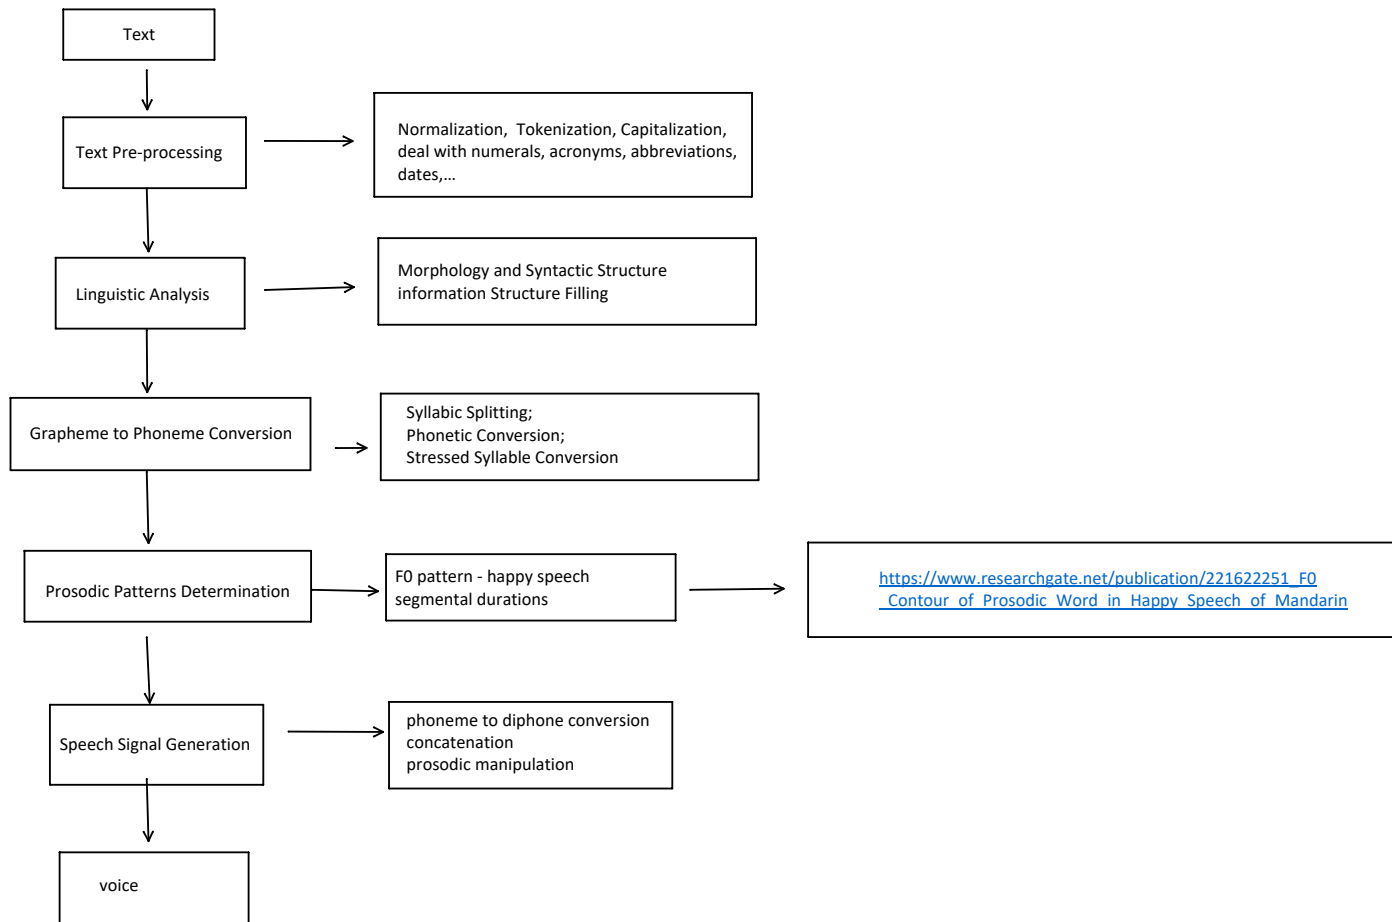 Text
Text Pre-processing
Normalization, Tokenization, Capitalization,
deal with numerals, acronyms, abbreviations,
dates,...
Linguistic Analysis
Morphology and Syntactic Structure
information Structure Filling
Grapheme to Phoneme Conversion
Syllabic Splitting;
Phonetic Conversion;
Stressed Syllable Conversion
Prosodic Patterns Determination
F0 pattern - happy speech
segmental durations
https://www.researchgate.net/publication/221622251_F0
_Contour_of_Prosodic_Word_in_Happy_Speech_of_Mandarin
Speech Signal Generation
phoneme to diphone conversion
concatenation
prosodic manipulation
voice